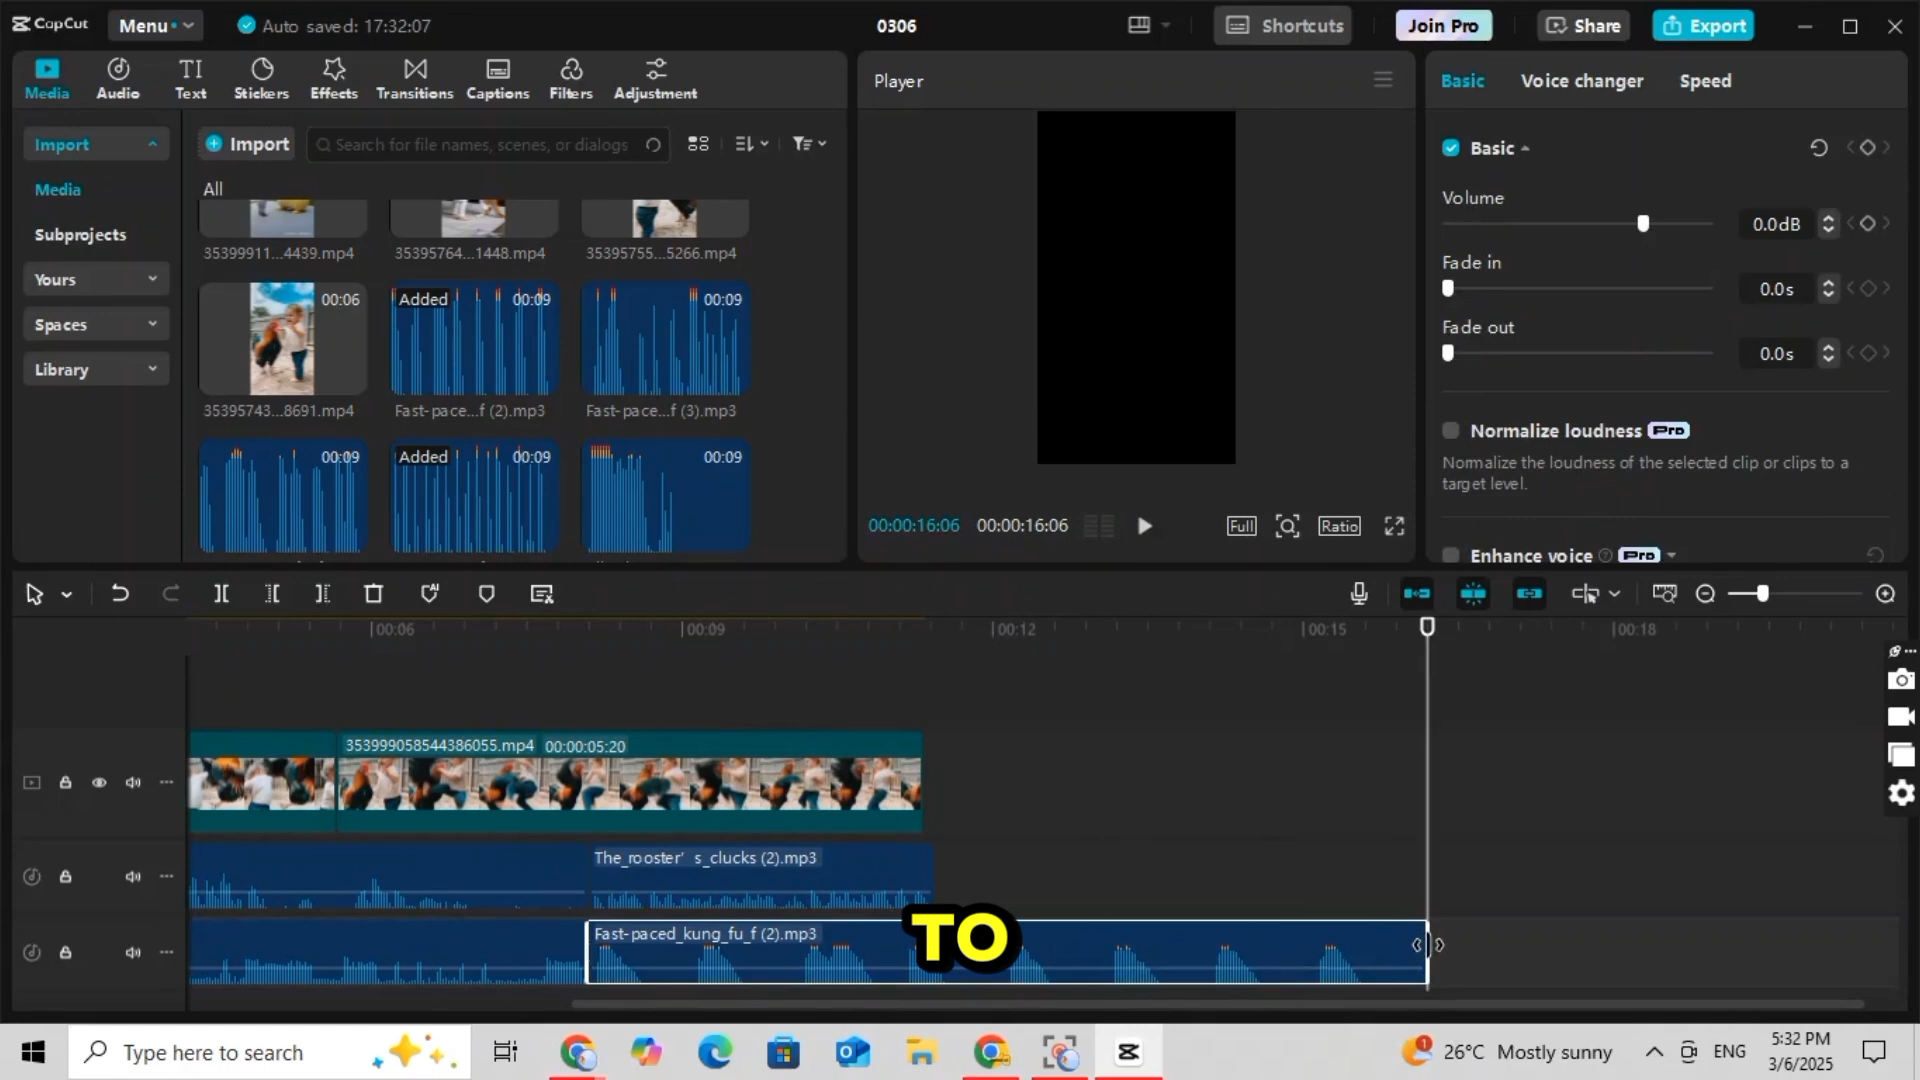 CapCut
Menu
Auto saved: 17:32:07
0306
Shortcuts
Join Pro
Share
Export
Media
Audio
TI
Text
Stickers
Effects
Transitions
Captions
Filters
Adjustment
Import
Media
Subprojects
Yours
Spaces
Library
Import
Search for file names, scenes, or dialogs
All
35399911...4439.mp4
35395764...1448.mp4
35395755...5266.mp4
00:06
Added
00:09
00:09
35395743...8691.mp4
Fast-pace...f (2).mp3
Fast-pace...f (3).mp3
00:09
Added
00:09
00:09
Player
00:00:16:06
00:00:16:06
Full
Ratio
Basic
Voice changer
Speed
Basic
Volume
0.0dB
Fade in
0.0s
Fade out
0.0s
Normalize loudness
Pro
Normalize the loudness of the selected clip or clips to a
target level.
Enhance voice
Pro
00:06
00:09
00:12
00:15
00:18
353999058544386055.mp4
00:00:05:20
The_rooster’s_clucks (2).mp3
Fast-paced_kung_fu_f (2).mp3
TO
Type here to search
1
26°C Mostly sunny
ENG
5:32 PM
3/6/2025